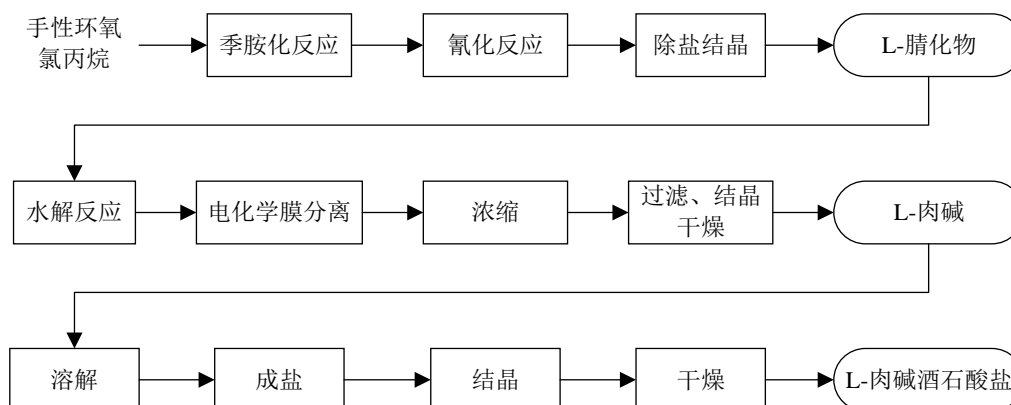 手性环氧
氯丙烷
季胺化反应
氰化反应
除盐结晶
L-腈化物
水解反应
电化学膜分离
浓缩
过滤、结晶
干燥
L-肉碱
溶解
成盐
结晶
干燥
L-肉碱酒石酸盐